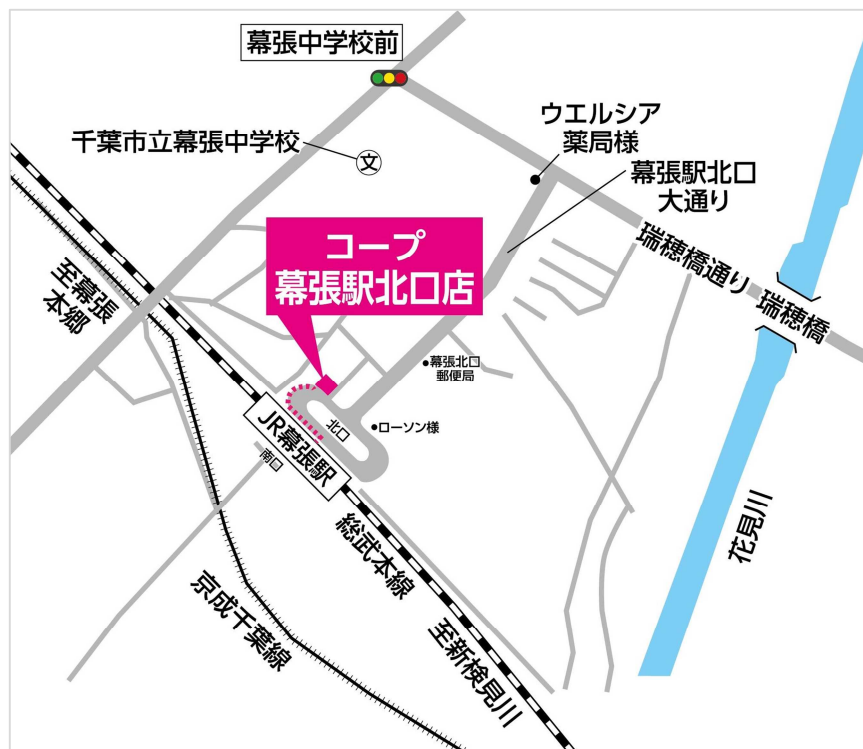 幕張中学校前
千葉市立幕張中学校
文
ウエルシア
薬局様
幕張駅北口
大通り
コープ
幕張駅北口店
至幕張
本郷
瑞穂橋通り
瑞穂橋
幕張北口
郵便局
北口
ローソン様
JR幕張駅
南口
総武本線
花見川
京成千葉線
至新検見川